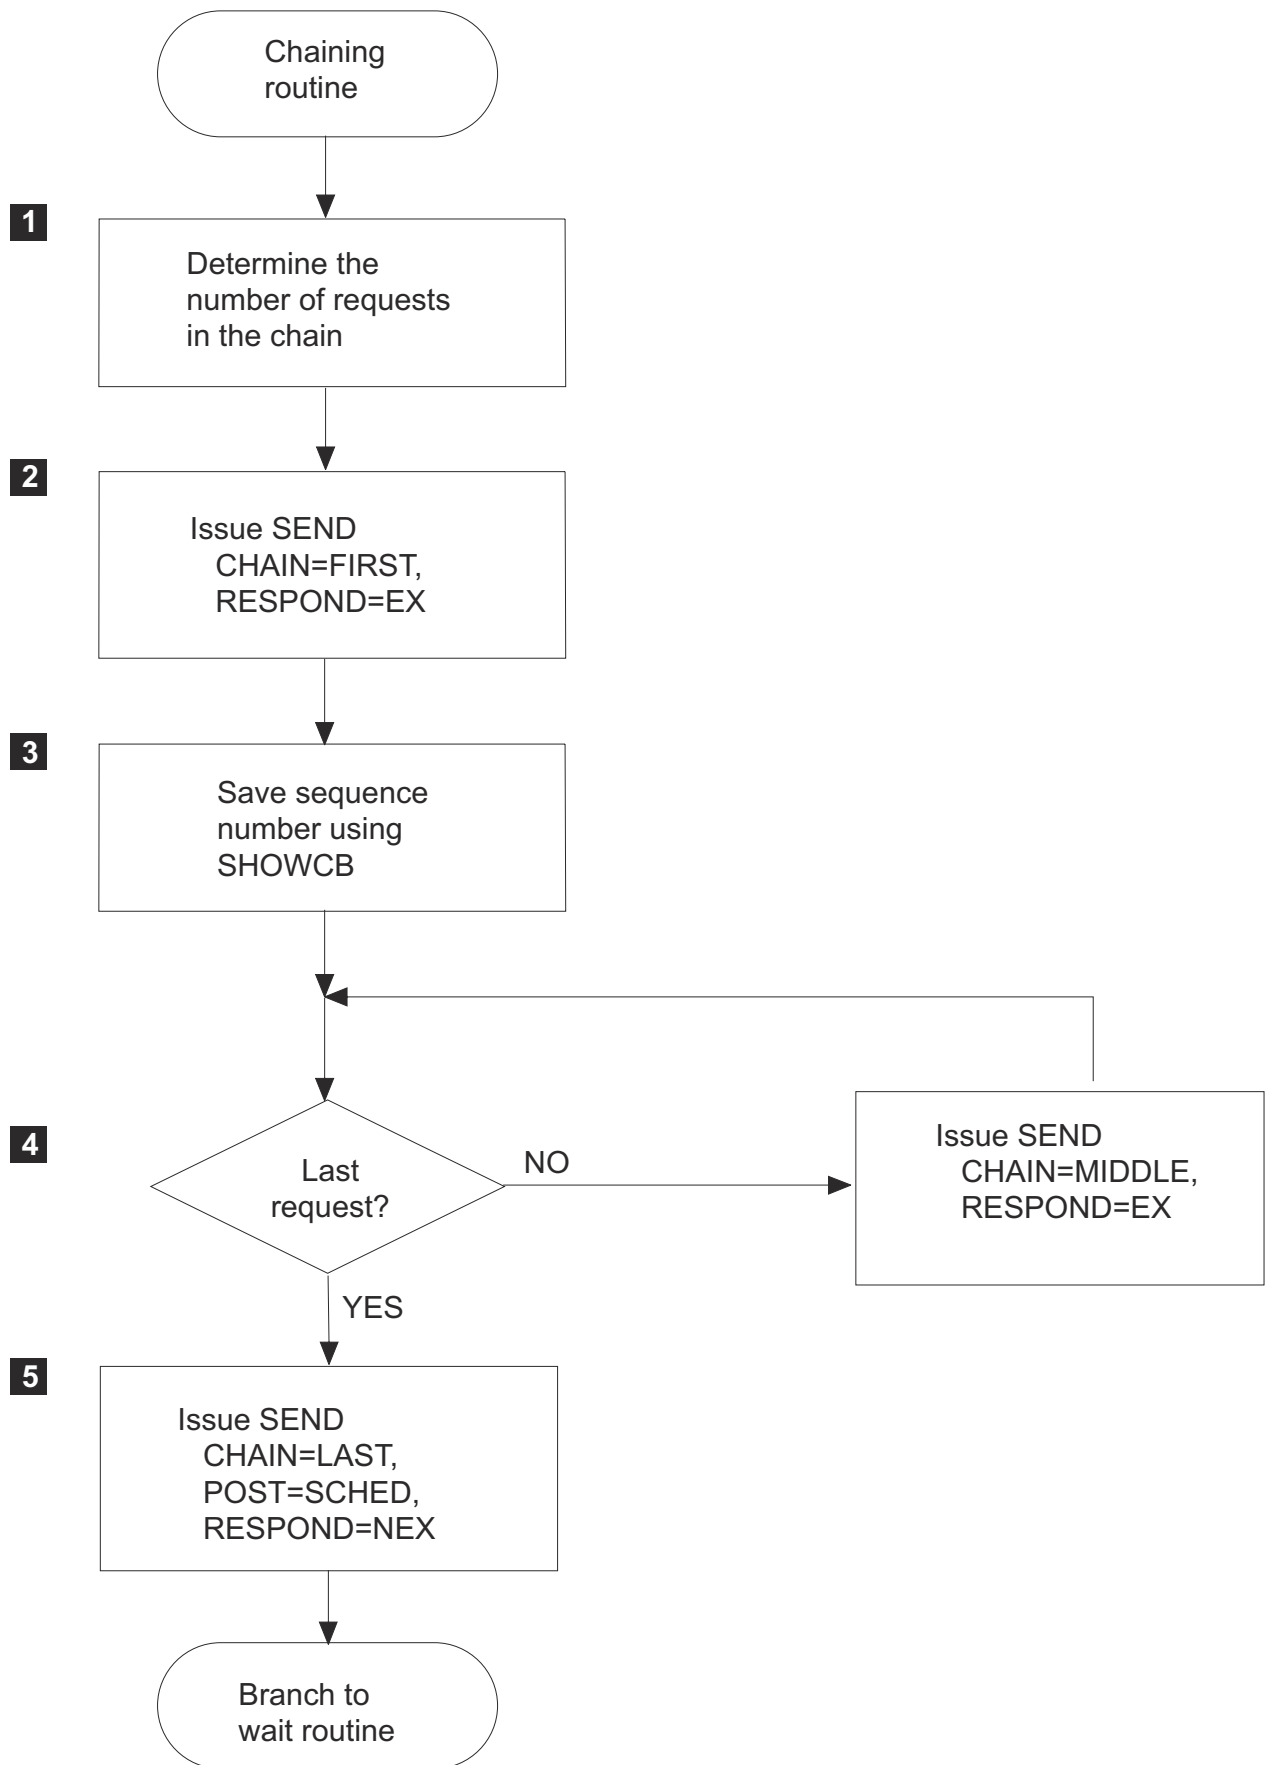 Chaining
routine
1
Determine the
number of requests
in the chain
2
Issue SEND
CHAIN=FIRST,
RESPOND=EX
3
Save sequence
number using
SHOWCB
4
Last
request?
NO
Issue SEND
CHAIN=MIDDLE,
RESPOND=EX
YES
5
Issue SEND
CHAIN=LAST,
POST=SCHED,
RESPOND=NEX
Branch to
wait routine